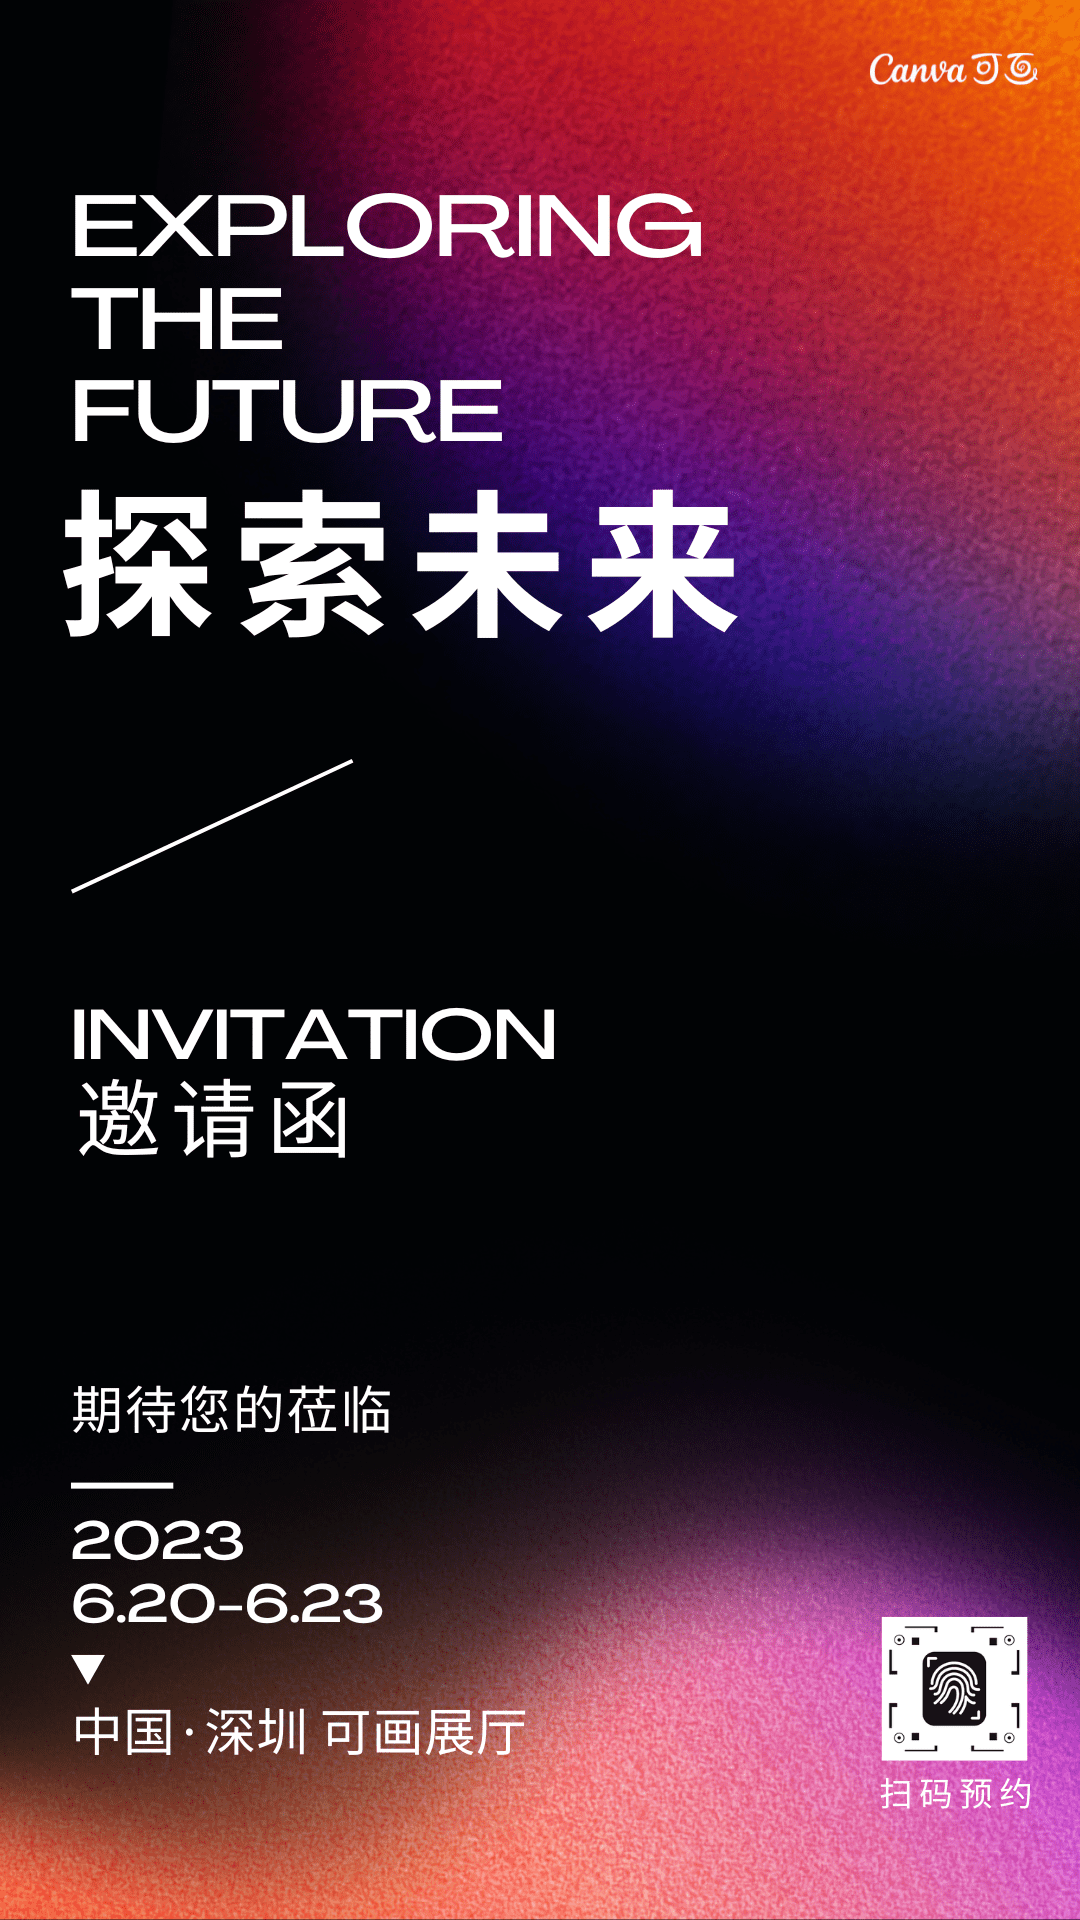 Canva可画
EXPLORING
THE
FUTURE
探索未来
INVITATION
邀请函
期待您的莅临
2023
6.20-6.23
中国·深圳 可画展厅
扫码预约